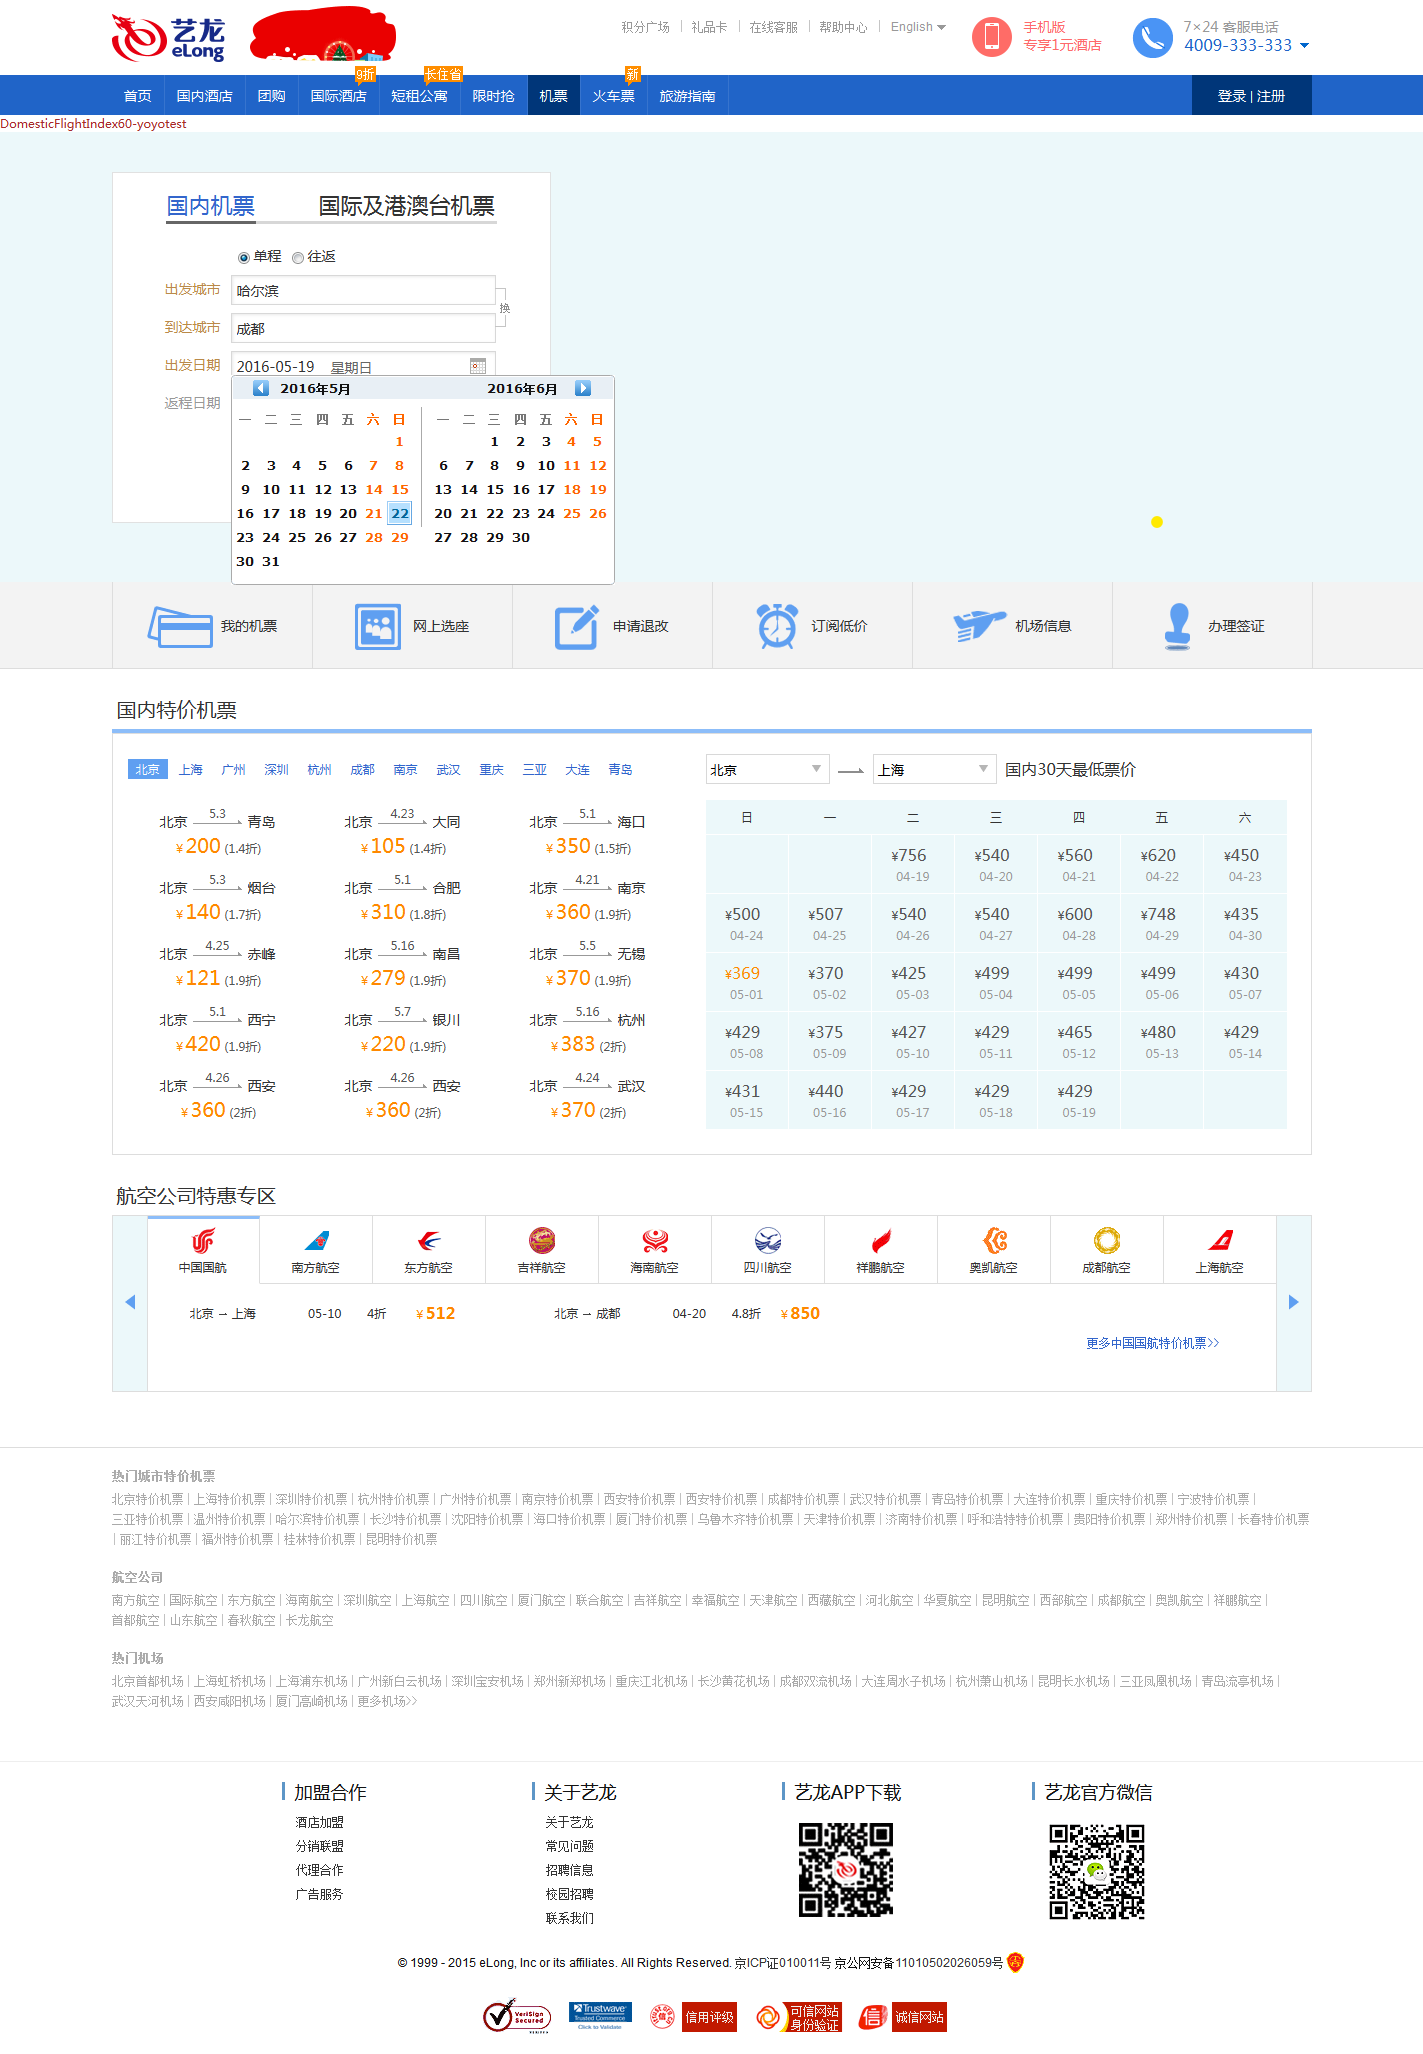 艺龙
eLong
积分广场 礼品卡 在线客服 帮助中心 English
手机版
专享1元酒店
7×24 客服电话
4009-333-333
9折 长住省 新
首页 国内酒店 团购 国际酒店 短租公寓 限时抢 机票 火车票 旅游指南 登录 | 注册
DomesticFlightIndex60-yoyotest
国内机票 国际及港澳台机票
单程 往返
出发城市 哈尔滨
换
到达城市 成都
出发日期 2016-05-19 星期日
返程日期
2016年5月 2016年6月
一 二 三 四 五 六 日 一 二 三 四 五 六 日
1 1 2 3 4 5
2 3 4 5 6 7 8 6 7 8 9 10 11 12
9 10 11 12 13 14 15 13 14 15 16 17 18 19
16 17 18 19 20 21 22 20 21 22 23 24 25 26
23 24 25 26 27 28 29 27 28 29 30
30 31
我的机票 网上选座 申请退改 订阅低价 机场信息 办理签证
国内特价机票
北京 上海 广州 深圳 杭州 成都 南京 武汉 重庆 三亚 大连 青岛
北京 5.3 青岛 北京 4.23 大同 北京 5.1 海口
¥200 (1.4折) ¥105 (1.4折) ¥350 (1.5折)
北京 5.3 烟台 北京 5.1 合肥 北京 4.21 南京
¥140 (1.7折) ¥310 (1.8折) ¥360 (1.9折)
北京 4.25 赤峰 北京 5.16 南昌 北京 5.5 无锡
¥121 (1.9折) ¥279 (1.9折) ¥370 (1.9折)
北京 5.1 西宁 北京 5.7 银川 北京 5.16 杭州
¥420 (1.9折) ¥220 (1.9折) ¥383 (2折)
北京 4.26 西安 北京 4.26 西安 北京 4.24 武汉
¥360 (2折) ¥360 (2折) ¥370 (2折)
北京 上海 国内30天最低票价
日 一 二 三 四 五 六
¥756 ¥540 ¥560 ¥620 ¥450
04-19 04-20 04-21 04-22 04-23
¥500 ¥507 ¥540 ¥540 ¥600 ¥748 ¥435
04-24 04-25 04-26 04-27 04-28 04-29 04-30
¥369 ¥370 ¥425 ¥499 ¥499 ¥499 ¥430
05-01 05-02 05-03 05-04 05-05 05-06 05-07
¥429 ¥375 ¥427 ¥429 ¥465 ¥480 ¥429
05-08 05-09 05-10 05-11 05-12 05-13 05-14
¥431 ¥440 ¥429 ¥429 ¥429
05-15 05-16 05-17 05-18 05-19
航空公司特惠专区
中国国航 南方航空 东方航空 吉祥航空 海南航空 四川航空 祥鹏航空 奥凯航空 成都航空 上海航空
北京 → 上海 05-10 4折 ¥512 北京 → 成都 04-20 4.8折 ¥850
更多中国国航特价机票>>
热门城市特价机票
北京特价机票 | 上海特价机票 | 深圳特价机票 | 杭州特价机票 | 广州特价机票 | 南京特价机票 | 西安特价机票 | 西安特价机票 | 成都特价机票 | 武汉特价机票 | 青岛特价机票 | 大连特价机票 | 重庆特价机票 | 宁波特价机票 |
三亚特价机票 | 温州特价机票 | 哈尔滨特价机票 | 长沙特价机票 | 沈阳特价机票 | 海口特价机票 | 厦门特价机票 | 乌鲁木齐特价机票 | 天津特价机票 | 济南特价机票 | 呼和浩特特价机票 | 贵阳特价机票 | 郑州特价机票 | 长春特价机票
| 丽江特价机票 | 福州特价机票 | 桂林特价机票 | 昆明特价机票
航空公司
南方航空 | 国际航空 | 东方航空 | 海南航空 | 深圳航空 | 上海航空 | 四川航空 | 厦门航空 | 联合航空 | 吉祥航空 | 幸福航空 | 天津航空 | 西藏航空 | 河北航空 | 华夏航空 | 昆明航空 | 西部航空 | 成都航空 | 奥凯航空 | 祥鹏航空 |
首都航空 | 山东航空 | 春秋航空 | 长龙航空
热门机场
北京首都机场 | 上海虹桥机场 | 上海浦东机场 | 广州新白云机场 | 深圳宝安机场 | 郑州新郑机场 | 重庆江北机场 | 长沙黄花机场 | 成都双流机场 | 大连周水子机场 | 杭州萧山机场 | 昆明长水机场 | 三亚凤凰机场 | 青岛流亭机场 |
武汉天河机场 | 西安咸阳机场 | 厦门高崎机场 | 更多机场>>
加盟合作 关于艺龙 艺龙APP下载 艺龙官方微信
酒店加盟 关于艺龙
分销联盟 常见问题
代理合作 招聘信息
广告服务 校园招聘
联系我们
© 1999 - 2015 eLong, Inc or its affiliates. All Rights Reserved. 京ICP证010011号 京公网安备11010502026059号
VeriSign Secured Trustwave Trusted Commerce Click to Validate 信用评级 可信网站 身份验证 诚信网站